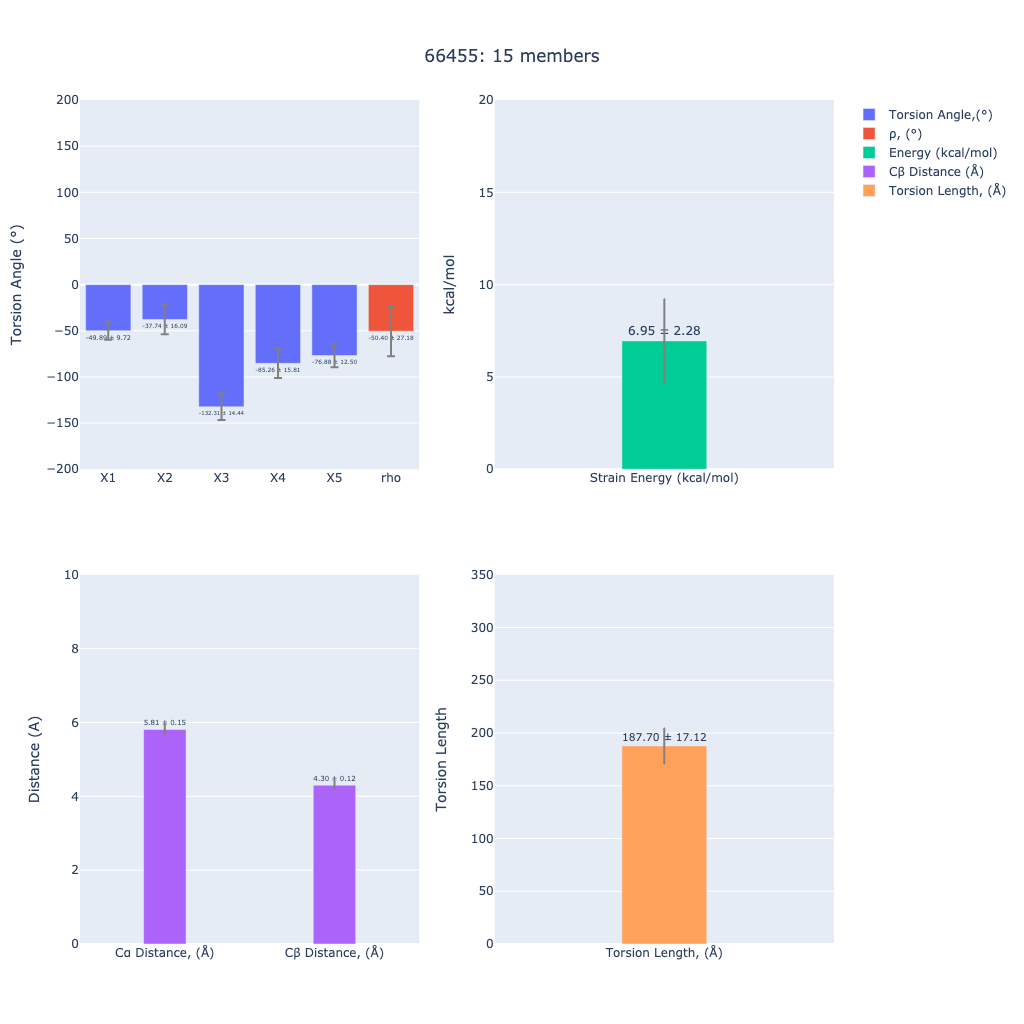 66455: 15 members
Torsion Angle (°)
200
150
100
50
0
−50
−100
−150
−200
-49.89 ± 9.72
-37.74 ± 16.09
-132.31 ± 14.44
-85.26 ± 15.81
-76.88 ± 12.50
-50.40 ± 27.18
X1 X2 X3 X4 X5 rho
kcal/mol
20
15
10
5
0
6.95 ± 2.28
Strain Energy (kcal/mol)
Torsion Angle,(°)
ρ, (°)
Energy (kcal/mol)
Cβ Distance (Å)
Torsion Length, (Å)
Distance (A)
10
8
6
4
2
0
5.81 ± 0.15
4.30 ± 0.12
Cα Distance, (Å) Cβ Distance, (Å)
Torsion Length
350
300
250
200
150
100
50
0
187.70 ± 17.12
Torsion Length, (Å)